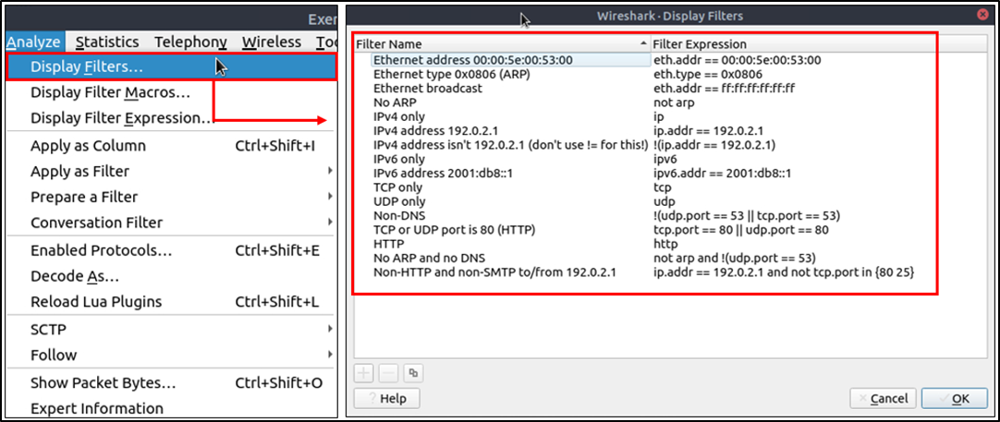 Exer
Analyze Statistics Telephony Wireless Too
Display Filters...
Display Filter Macros...
Display Filter Expression...
Apply as Column Ctrl+Shift+I
Apply as Filter
Prepare a Filter
Conversation Filter
Enabled Protocols... Ctrl+Shift+E
Decode As...
Reload Lua Plugins Ctrl+Shift+L
SCTP
Follow
Show Packet Bytes... Ctrl+Shift+O
Expert Information
Wireshark · Display Filters
Filter Name Filter Expression
Ethernet address 00:00:5e:00:53:00 eth.addr == 00:00:5e:00:53:00
Ethernet type 0x0806 (ARP) eth.type == 0x0806
Ethernet broadcast eth.addr == ff:ff:ff:ff:ff:ff
No ARP not arp
IPv4 only ip
IPv4 address 192.0.2.1 ip.addr == 192.0.2.1
IPv4 address isn't 192.0.2.1 (don't use != for this!) !(ip.addr == 192.0.2.1)
IPv6 only ipv6
IPv6 address 2001:db8::1 ipv6.addr == 2001:db8::1
TCP only tcp
UDP only udp
Non-DNS !(udp.port == 53 || tcp.port == 53)
TCP or UDP port is 80 (HTTP) tcp.port == 80 || udp.port == 80
HTTP http
No ARP and no DNS not arp and !(udp.port == 53)
Non-HTTP and non-SMTP to/from 192.0.2.1 ip.addr == 192.0.2.1 and not tcp.port in {80 25}
Help Cancel OK